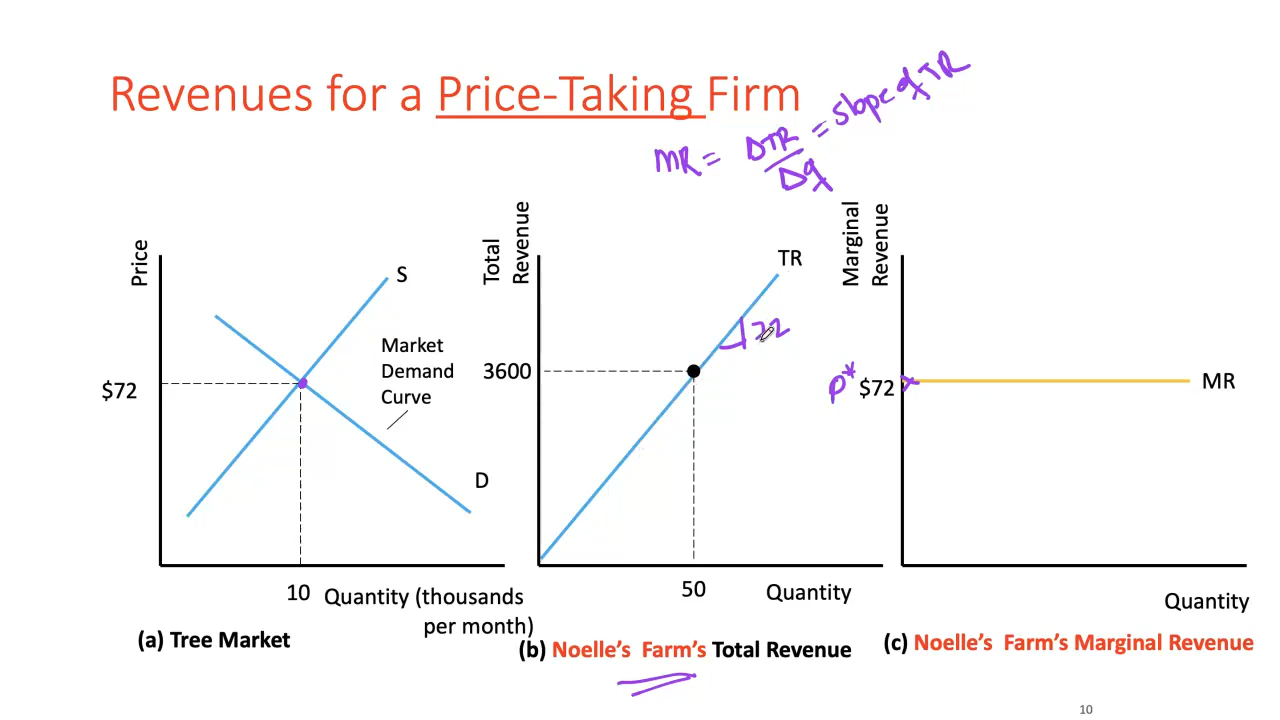 Revenues for a Price-Taking Firm
MR = ΔTR/Δq = slope of TR
Price
S
Market
Demand
Curve
$72
D
10
Quantity (thousands
per month)
(a) Tree Market
Total
Revenue
TR
72
3600
50
Quantity
(b) Noelle's Farm's Total Revenue
Marginal
Revenue
P*
$72
MR
Quantity
(c) Noelle's Farm's Marginal Revenue
10